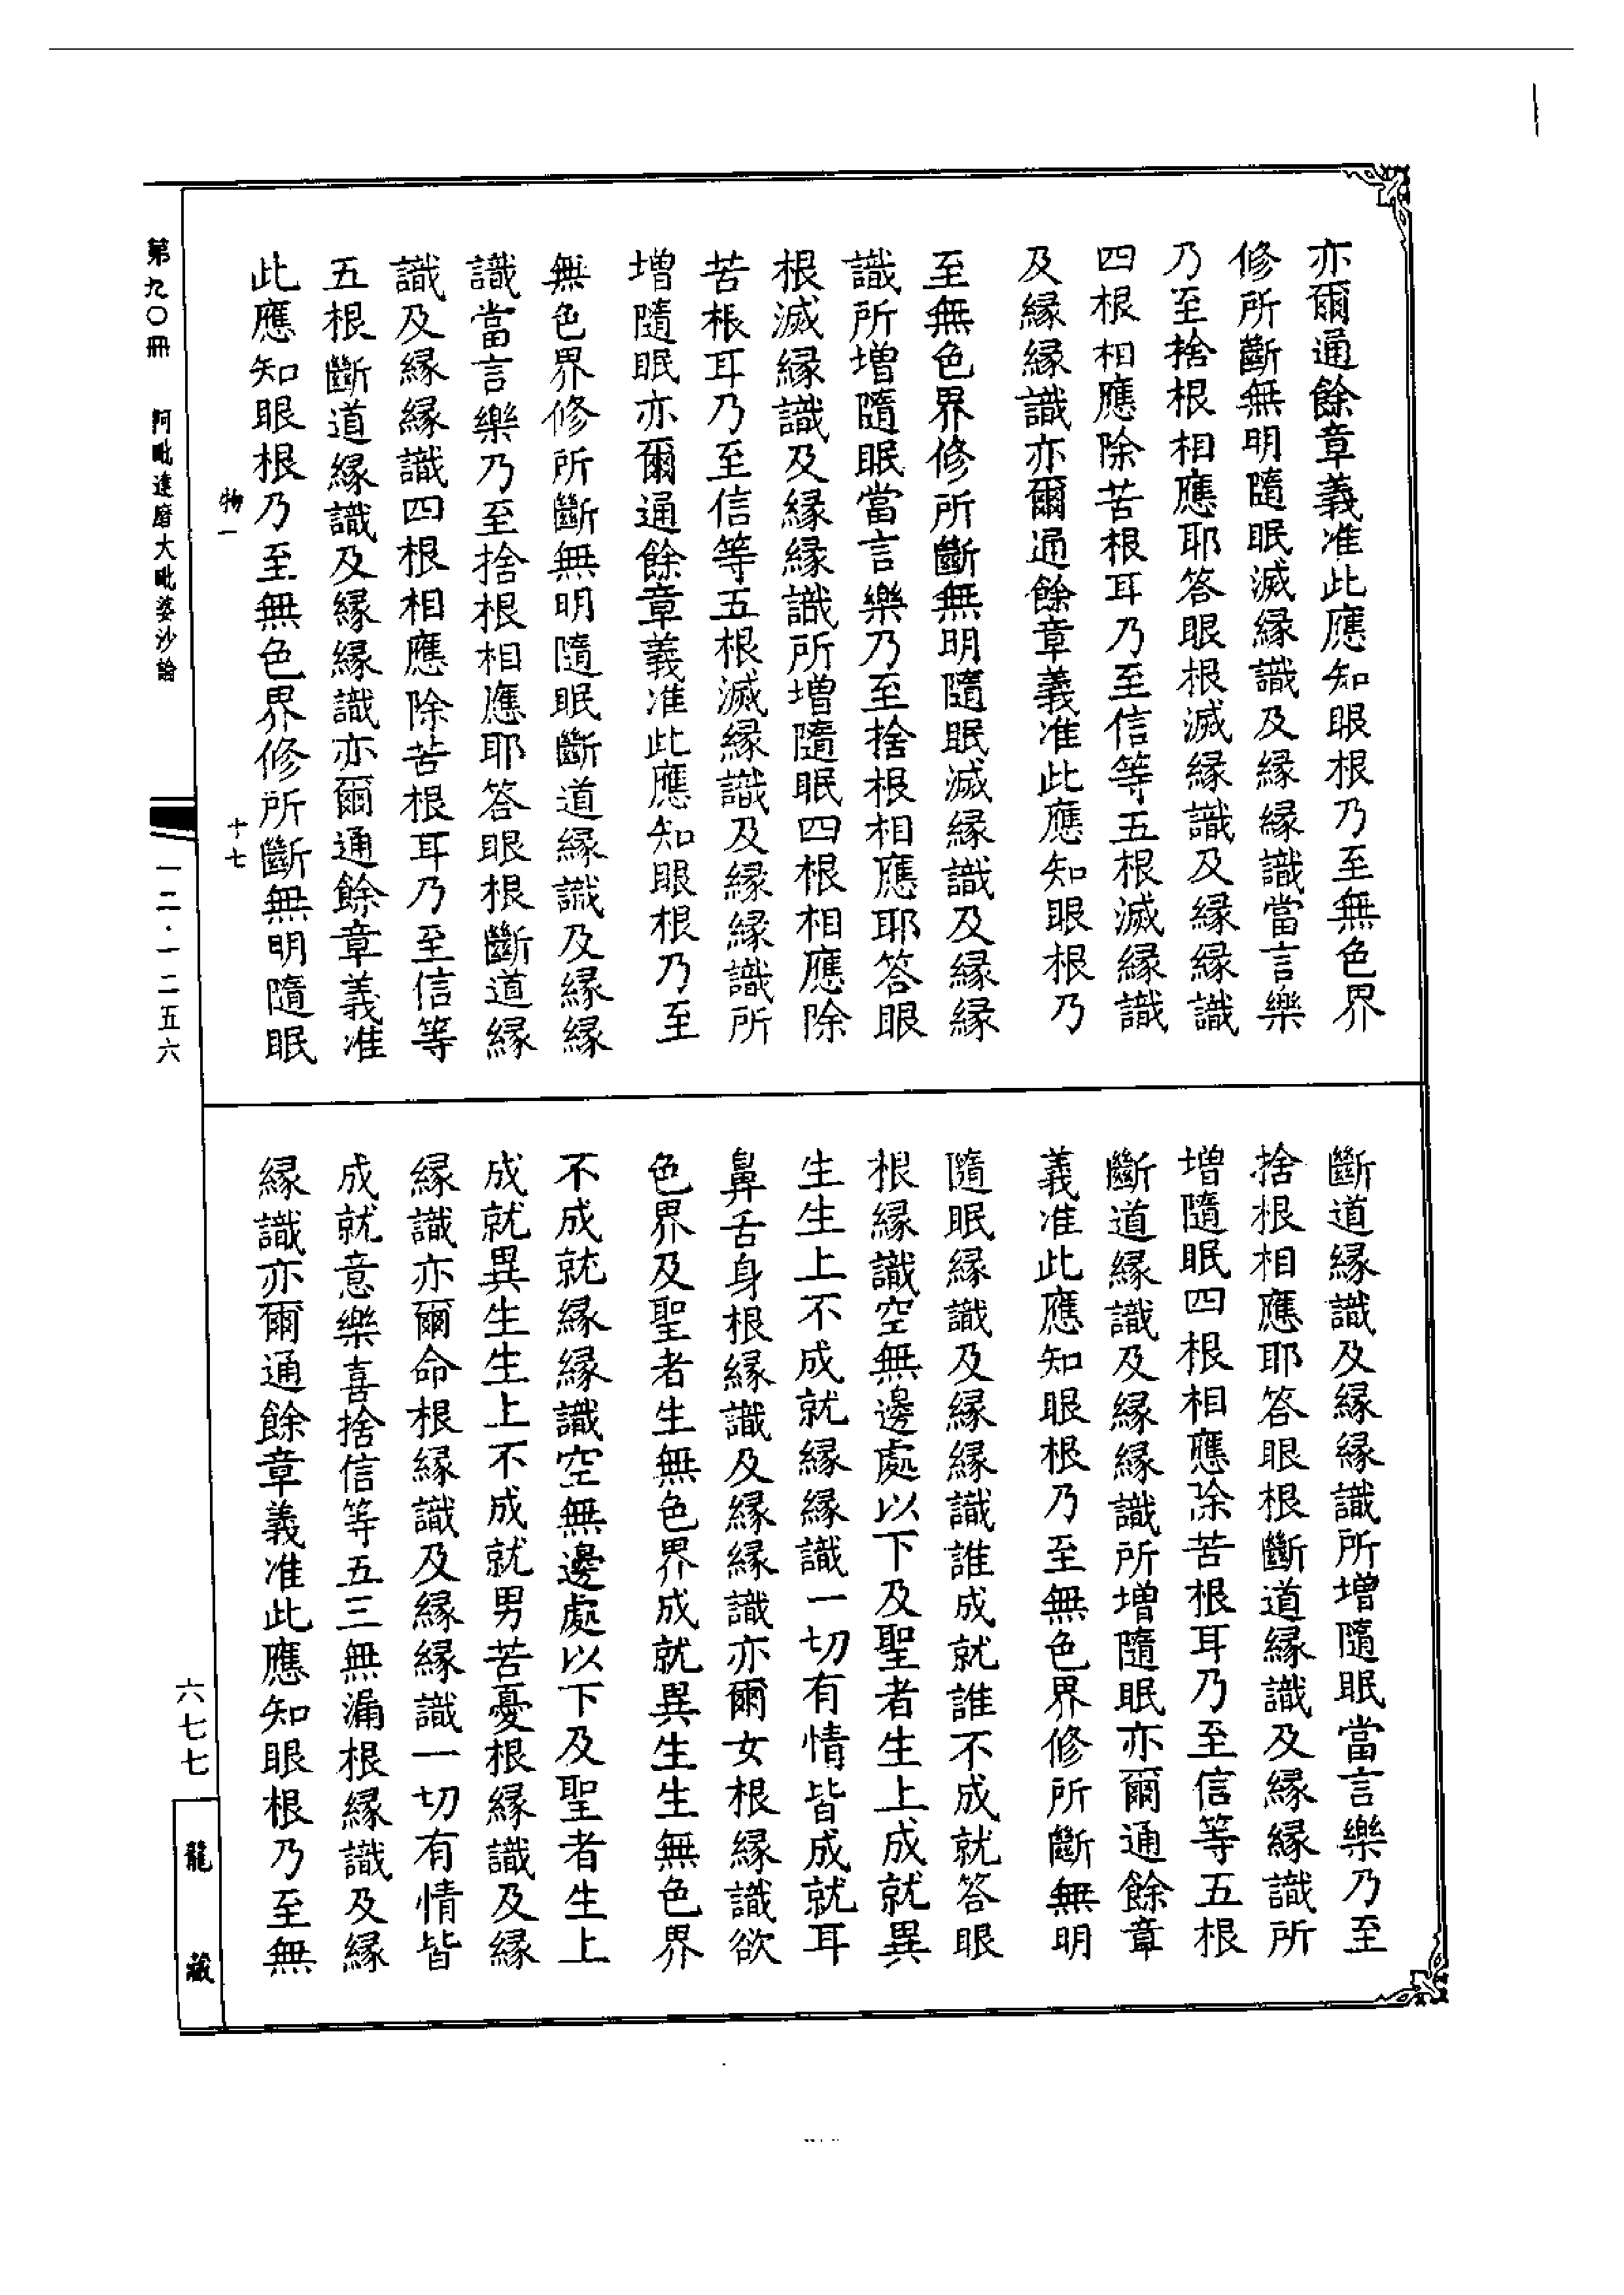 亦爾通餘章義准此應知眼根乃至無色界
修所斷無明隨眠滅緣識及緣緣識當言樂
乃至捨根相應耶答眼根滅緣識及緣緣識
四根相應除苦根耳乃至信等五根滅緣識
及緣緣識亦爾通餘章義准此應知眼根乃
至無色界修所斷無明隨眠滅緣識及緣緣
識所增隨眠當言樂乃至捨根相應耶答眼
根滅緣識及緣緣識所增隨眠四根相應除
苦根耳乃至信等五根滅緣識及緣緣識所
增隨眠亦爾通餘章義准此應知眼根乃至
無色界修所斷無明隨眠斷道緣識及緣緣
識當言樂乃至捨根相應耶答眼根斷道緣
識及緣緣識四根相應除苦根耳乃至信等
五根斷道緣識及緣緣識亦爾通餘章義准
此應知眼根乃至無色界修所斷無明隨眠
物一
十七
斷道緣識及緣緣識所增隨眠當言樂乃至
捨根相應耶答眼根斷道緣識及緣緣識所
增隨眠四根相應除苦根耳乃至信等五根
斷道緣識及緣緣識所增隨眠亦爾通餘章
義准此應知眼根乃至無色界修所斷無明
隨眠緣識及緣緣識誰成就誰不成就答眼
根緣識空無邊處以下及聖者生上成就異
生生上不成就緣緣識一切有情皆成就耳
鼻舌身根緣識及緣緣識亦爾女根緣識欲
色界及聖者生無色界成就異生生無色界
不成就緣緣識空無邊處以下及聖者生上
成就異生生上不成就男苦憂根緣識及緣
緣識亦爾命根緣識及緣緣識一切有情皆
成就意樂喜捨信等五三無漏根緣識及緣
緣識亦爾通餘章義准此應知眼根乃至無
第九〇冊
阿毗達磨大毗婆沙論
一二·一二五六
六七七
龍藏